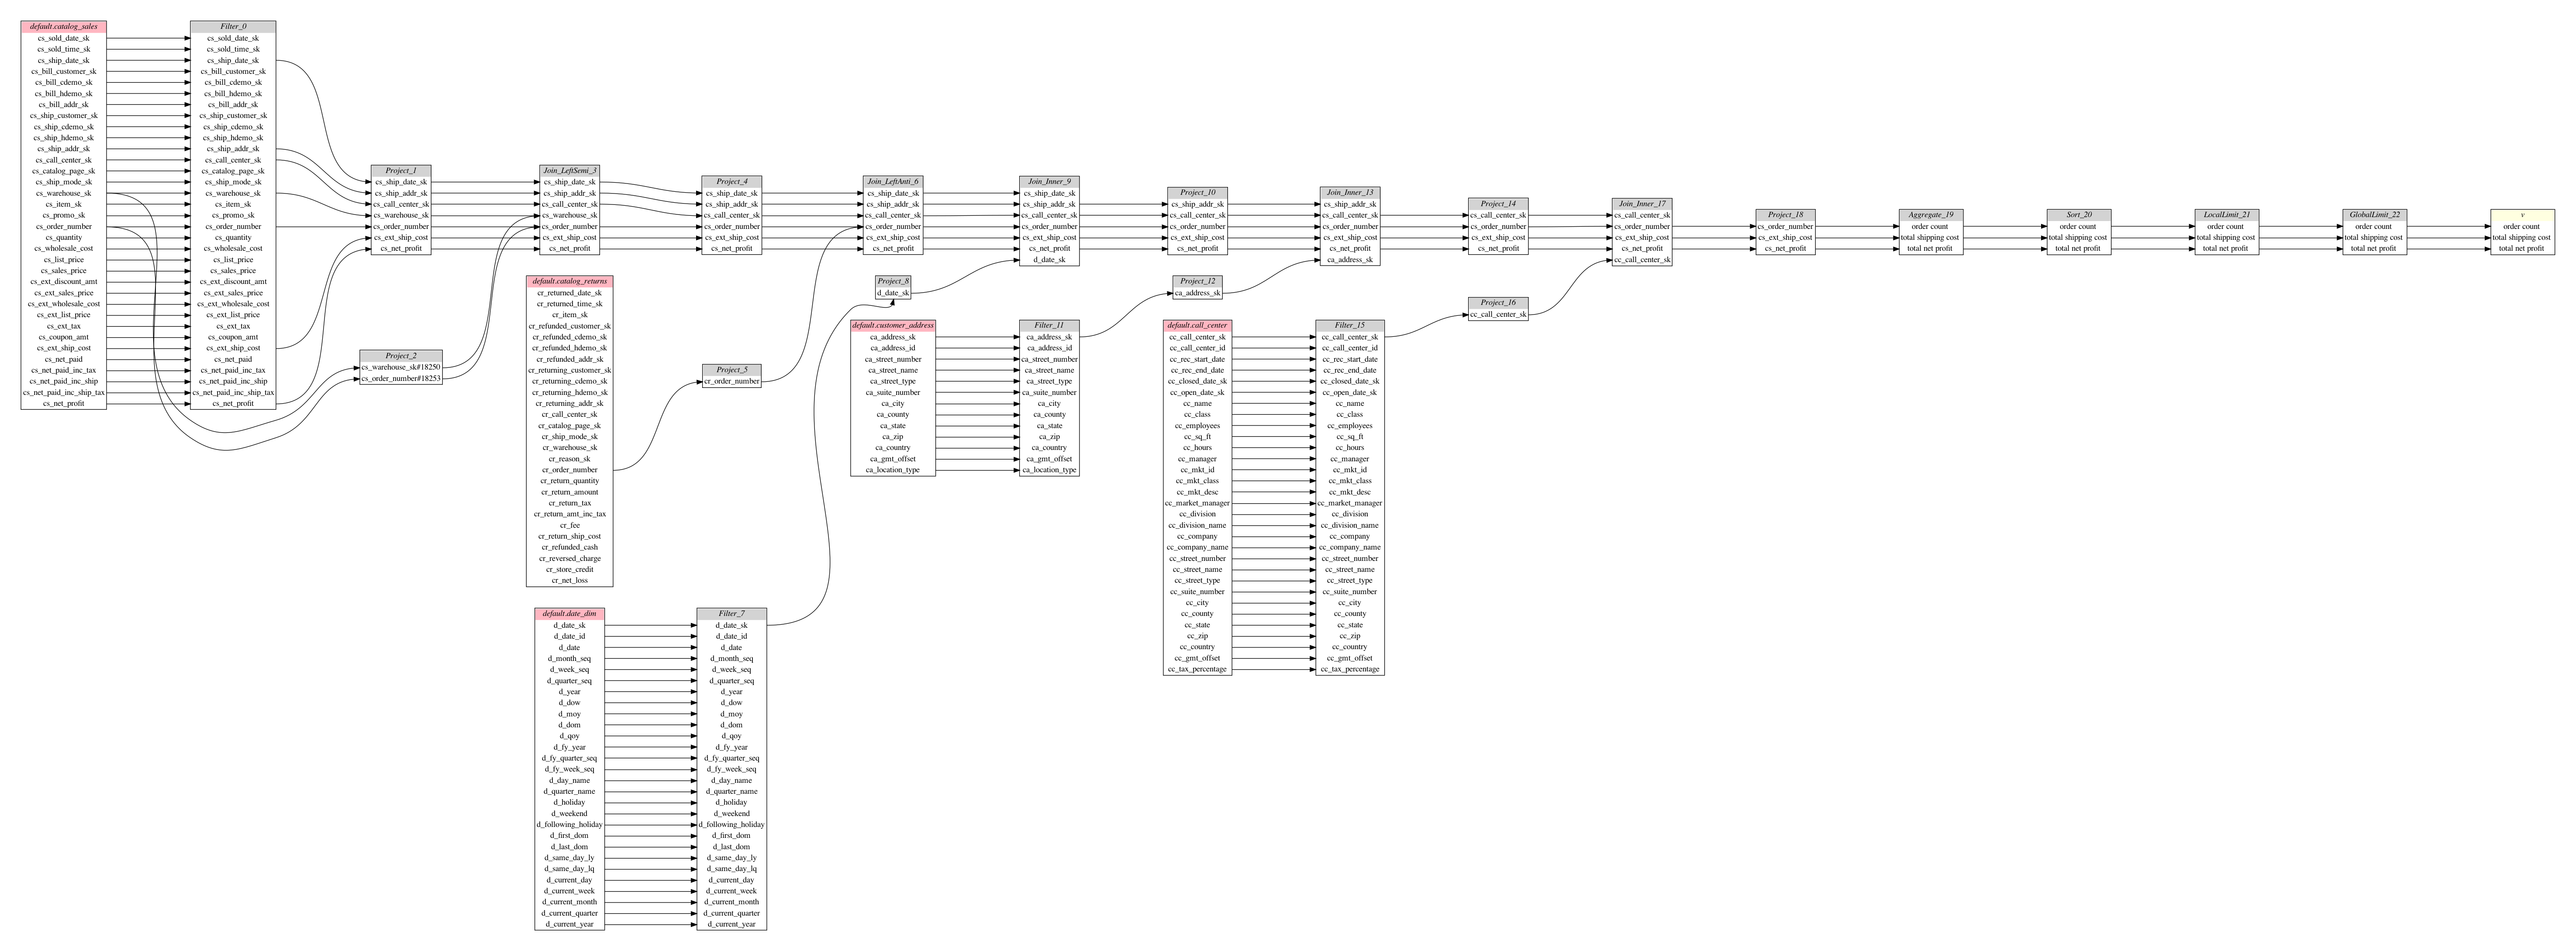 default.catalog_sales
cs_sold_date_sk
cs_sold_time_sk
cs_ship_date_sk
cs_bill_customer_sk
cs_bill_cdemo_sk
cs_bill_hdemo_sk
cs_bill_addr_sk
cs_ship_customer_sk
cs_ship_cdemo_sk
cs_ship_hdemo_sk
cs_ship_addr_sk
cs_call_center_sk
cs_catalog_page_sk
cs_ship_mode_sk
cs_warehouse_sk
cs_item_sk
cs_promo_sk
cs_order_number
cs_quantity
cs_wholesale_cost
cs_list_price
cs_sales_price
cs_ext_discount_amt
cs_ext_sales_price
cs_ext_wholesale_cost
cs_ext_list_price
cs_ext_tax
cs_coupon_amt
cs_ext_ship_cost
cs_net_paid
cs_net_paid_inc_tax
cs_net_paid_inc_ship
cs_net_paid_inc_ship_tax
cs_net_profit
Filter_0
cs_sold_date_sk
cs_sold_time_sk
cs_ship_date_sk
cs_bill_customer_sk
cs_bill_cdemo_sk
cs_bill_hdemo_sk
cs_bill_addr_sk
cs_ship_customer_sk
cs_ship_cdemo_sk
cs_ship_hdemo_sk
cs_ship_addr_sk
cs_call_center_sk
cs_catalog_page_sk
cs_ship_mode_sk
cs_warehouse_sk
cs_item_sk
cs_promo_sk
cs_order_number
cs_quantity
cs_wholesale_cost
cs_list_price
cs_sales_price
cs_ext_discount_amt
cs_ext_sales_price
cs_ext_wholesale_cost
cs_ext_list_price
cs_ext_tax
cs_coupon_amt
cs_ext_ship_cost
cs_net_paid
cs_net_paid_inc_tax
cs_net_paid_inc_ship
cs_net_paid_inc_ship_tax
cs_net_profit
Project_1
cs_ship_date_sk
cs_ship_addr_sk
cs_call_center_sk
cs_warehouse_sk
cs_order_number
cs_ext_ship_cost
cs_net_profit
Project_2
cs_warehouse_sk#18250
cs_order_number#18253
Join_LeftSemi_3
cs_ship_date_sk
cs_ship_addr_sk
cs_call_center_sk
cs_warehouse_sk
cs_order_number
cs_ext_ship_cost
cs_net_profit
default.catalog_returns
cr_returned_date_sk
cr_returned_time_sk
cr_item_sk
cr_refunded_customer_sk
cr_refunded_cdemo_sk
cr_refunded_hdemo_sk
cr_refunded_addr_sk
cr_returning_customer_sk
cr_returning_cdemo_sk
cr_returning_hdemo_sk
cr_returning_addr_sk
cr_call_center_sk
cr_catalog_page_sk
cr_ship_mode_sk
cr_warehouse_sk
cr_reason_sk
cr_order_number
cr_return_quantity
cr_return_amount
cr_return_tax
cr_return_amt_inc_tax
cr_fee
cr_return_ship_cost
cr_refunded_cash
cr_reversed_charge
cr_store_credit
cr_net_loss
default.date_dim
d_date_sk
d_date_id
d_date
d_month_seq
d_week_seq
d_quarter_seq
d_year
d_dow
d_moy
d_dom
d_qoy
d_fy_year
d_fy_quarter_seq
d_fy_week_seq
d_day_name
d_quarter_name
d_holiday
d_weekend
d_following_holiday
d_first_dom
d_last_dom
d_same_day_ly
d_same_day_lq
d_current_day
d_current_week
d_current_month
d_current_quarter
d_current_year
Project_4
cs_ship_date_sk
cs_ship_addr_sk
cs_call_center_sk
cs_order_number
cs_ext_ship_cost
cs_net_profit
Project_5
cr_order_number
Filter_7
d_date_sk
d_date_id
d_date
d_month_seq
d_week_seq
d_quarter_seq
d_year
d_dow
d_moy
d_dom
d_qoy
d_fy_year
d_fy_quarter_seq
d_fy_week_seq
d_day_name
d_quarter_name
d_holiday
d_weekend
d_following_holiday
d_first_dom
d_last_dom
d_same_day_ly
d_same_day_lq
d_current_day
d_current_week
d_current_month
d_current_quarter
d_current_year
Join_LeftAnti_6
cs_ship_date_sk
cs_ship_addr_sk
cs_call_center_sk
cs_order_number
cs_ext_ship_cost
cs_net_profit
Project_8
d_date_sk
default.customer_address
ca_address_sk
ca_address_id
ca_street_number
ca_street_name
ca_street_type
ca_suite_number
ca_city
ca_county
ca_state
ca_zip
ca_country
ca_gmt_offset
ca_location_type
Join_Inner_9
cs_ship_date_sk
cs_ship_addr_sk
cs_call_center_sk
cs_order_number
cs_ext_ship_cost
cs_net_profit
d_date_sk
Filter_11
ca_address_sk
ca_address_id
ca_street_number
ca_street_name
ca_street_type
ca_suite_number
ca_city
ca_county
ca_state
ca_zip
ca_country
ca_gmt_offset
ca_location_type
Project_10
cs_ship_addr_sk
cs_call_center_sk
cs_order_number
cs_ext_ship_cost
cs_net_profit
Project_12
ca_address_sk
default.call_center
cc_call_center_sk
cc_call_center_id
cc_rec_start_date
cc_rec_end_date
cc_closed_date_sk
cc_open_date_sk
cc_name
cc_class
cc_employees
cc_sq_ft
cc_hours
cc_manager
cc_mkt_id
cc_mkt_class
cc_mkt_desc
cc_market_manager
cc_division
cc_division_name
cc_company
cc_company_name
cc_street_number
cc_street_name
cc_street_type
cc_suite_number
cc_city
cc_county
cc_state
cc_zip
cc_country
cc_gmt_offset
cc_tax_percentage
Join_Inner_13
cs_ship_addr_sk
cs_call_center_sk
cs_order_number
cs_ext_ship_cost
cs_net_profit
ca_address_sk
Filter_15
cc_call_center_sk
cc_call_center_id
cc_rec_start_date
cc_rec_end_date
cc_closed_date_sk
cc_open_date_sk
cc_name
cc_class
cc_employees
cc_sq_ft
cc_hours
cc_manager
cc_mkt_id
cc_mkt_class
cc_mkt_desc
cc_market_manager
cc_division
cc_division_name
cc_company
cc_company_name
cc_street_number
cc_street_name
cc_street_type
cc_suite_number
cc_city
cc_county
cc_state
cc_zip
cc_country
cc_gmt_offset
cc_tax_percentage
Project_14
cs_call_center_sk
cs_order_number
cs_ext_ship_cost
cs_net_profit
Project_16
cc_call_center_sk
Join_Inner_17
cs_call_center_sk
cs_order_number
cs_ext_ship_cost
cs_net_profit
cc_call_center_sk
Project_18
cs_order_number
cs_ext_ship_cost
cs_net_profit
Aggregate_19
order count
total shipping cost
total net profit
Sort_20
order count
total shipping cost
total net profit
LocalLimit_21
order count
total shipping cost
total net profit
GlobalLimit_22
order count
total shipping cost
total net profit
v
order count
total shipping cost
total net profit